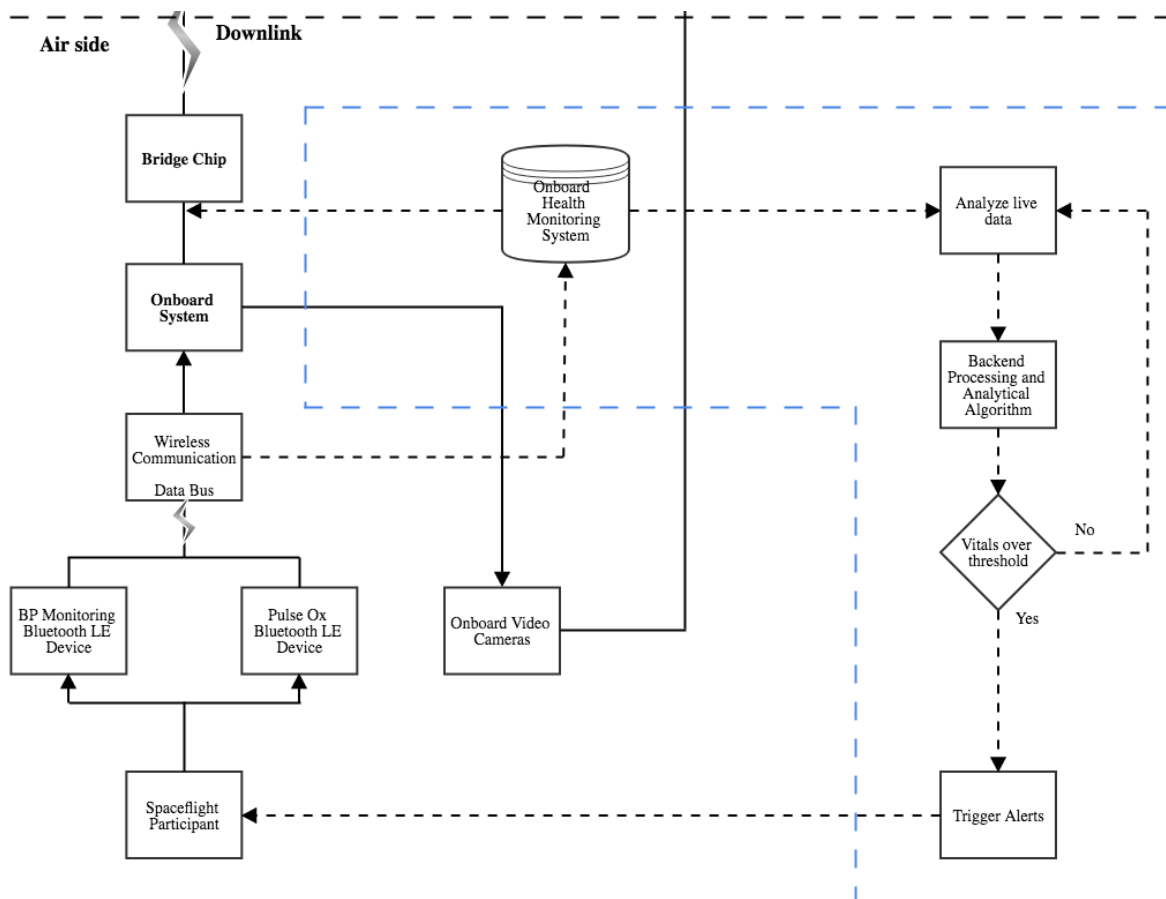 Air side
Downlink
Bridge Chip
Onboard
Health
Monitoring
System
Analyze live
data
Onboard
System
Backend
Processing and
Analytical
Algorithm
Wireless
Communication
Data Bus
Vitals over
threshold
No
Yes
BP Monitoring
Bluetooth LE
Device
Pulse Ox
Bluetooth LE
Device
Onboard Video
Cameras
Spaceflight
Participant
Trigger Alerts